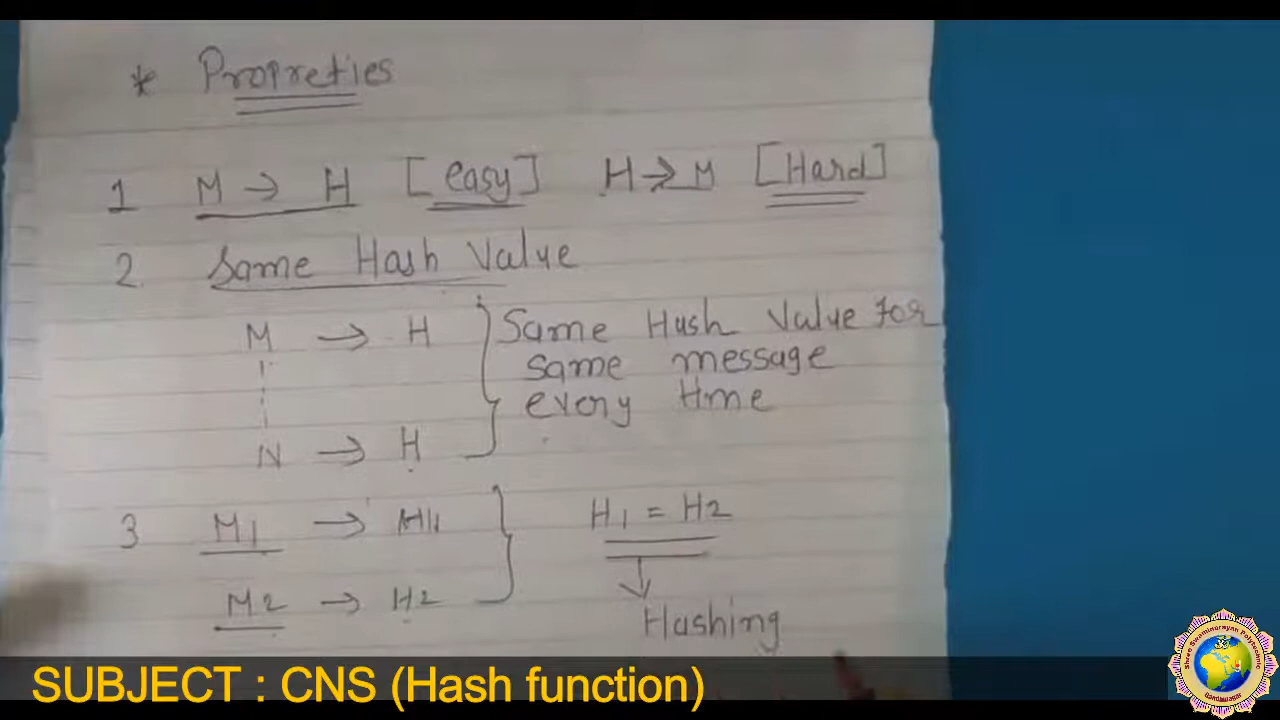 * Propreties
1 M → H [easy] H → M [Hard]
2. Same Hash Value
M → H } Same Hash Value for
same message
every time
N → H
3 M1 → H1 } H1 = H2
M2 → H2
Hashing
SUBJECT : CNS (Hash function)